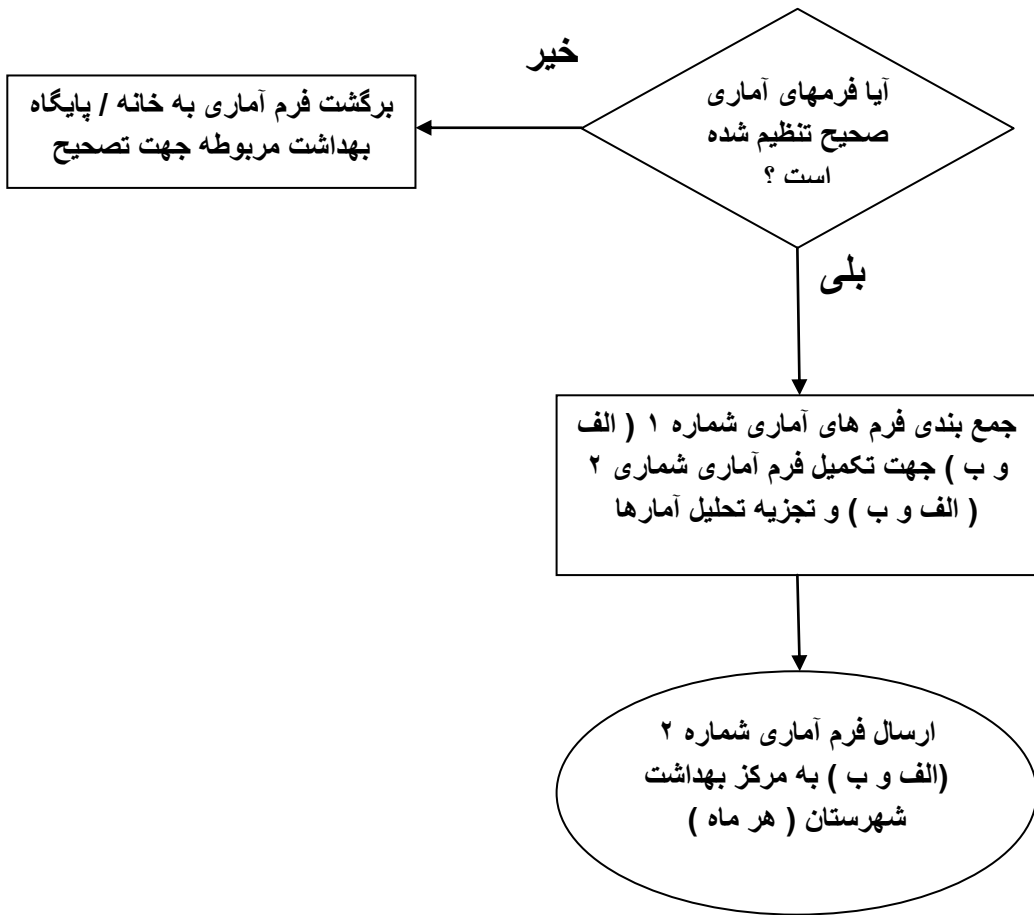 آیا فرمهای آماری
صحیح تنظیم شده
است ؟
خیر
برگشت فرم آماری به خانه / پایگاه
بهداشت مربوطه جهت تصحیح
بلی
جمع بندی فرم های آماری شماره ۱ ( الف
و ب ) جهت تکمیل فرم آماری شماری ۲
( الف و ب ) و تجزیه تحلیل آمارها
ارسال فرم آماری شماره ۲
(الف و ب ) به مرکز بهداشت
شهرستان ( هر ماه )